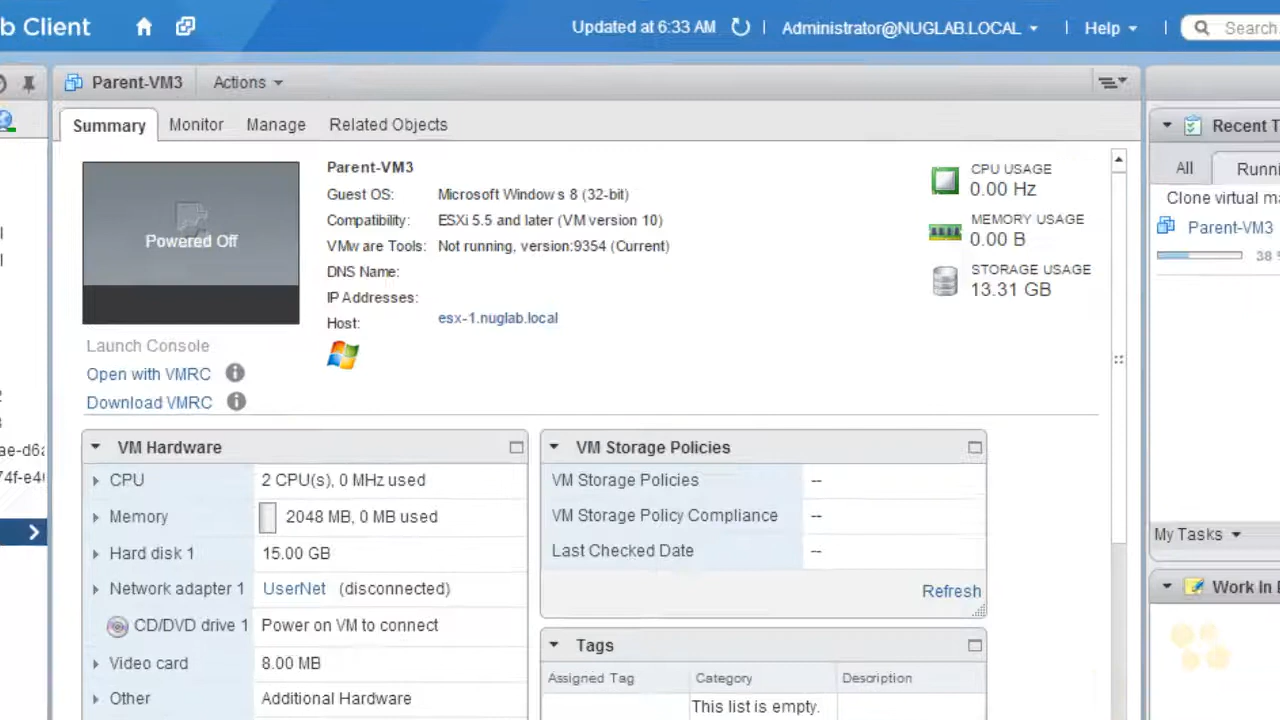 b Client
Updated at 6:33 AM
Administrator@NUGLAB.LOCAL
Help
Search
Parent-VM3
Actions
Summary
Monitor
Manage
Related Objects
Powered Off
Launch Console
Open with VMRC
Download VMRC
Parent-VM3
Guest OS: Microsoft Windows 8 (32-bit)
Compatibility: ESXi 5.5 and later (VM version 10)
VMware Tools: Not running, version:9354 (Current)
DNS Name:
IP Addresses:
Host: esx-1.nuglab.local
CPU USAGE
0.00 Hz
MEMORY USAGE
0.00 B
STORAGE USAGE
13.31 GB
VM Hardware
CPU 2 CPU(s), 0 MHz used
Memory 2048 MB, 0 MB used
Hard disk 1 15.00 GB
Network adapter 1 UserNet (disconnected)
CD/DVD drive 1 Power on VM to connect
Video card 8.00 MB
Other Additional Hardware
VM Storage Policies
VM Storage Policies --
VM Storage Policy Compliance --
Last Checked Date --
Refresh
Tags
Assigned Tag Category Description
This list is empty.
Recent T
All
Runni
Clone virtual ma
Parent-VM3
38 %
My Tasks
Work In
ae-d6a
74f-e4